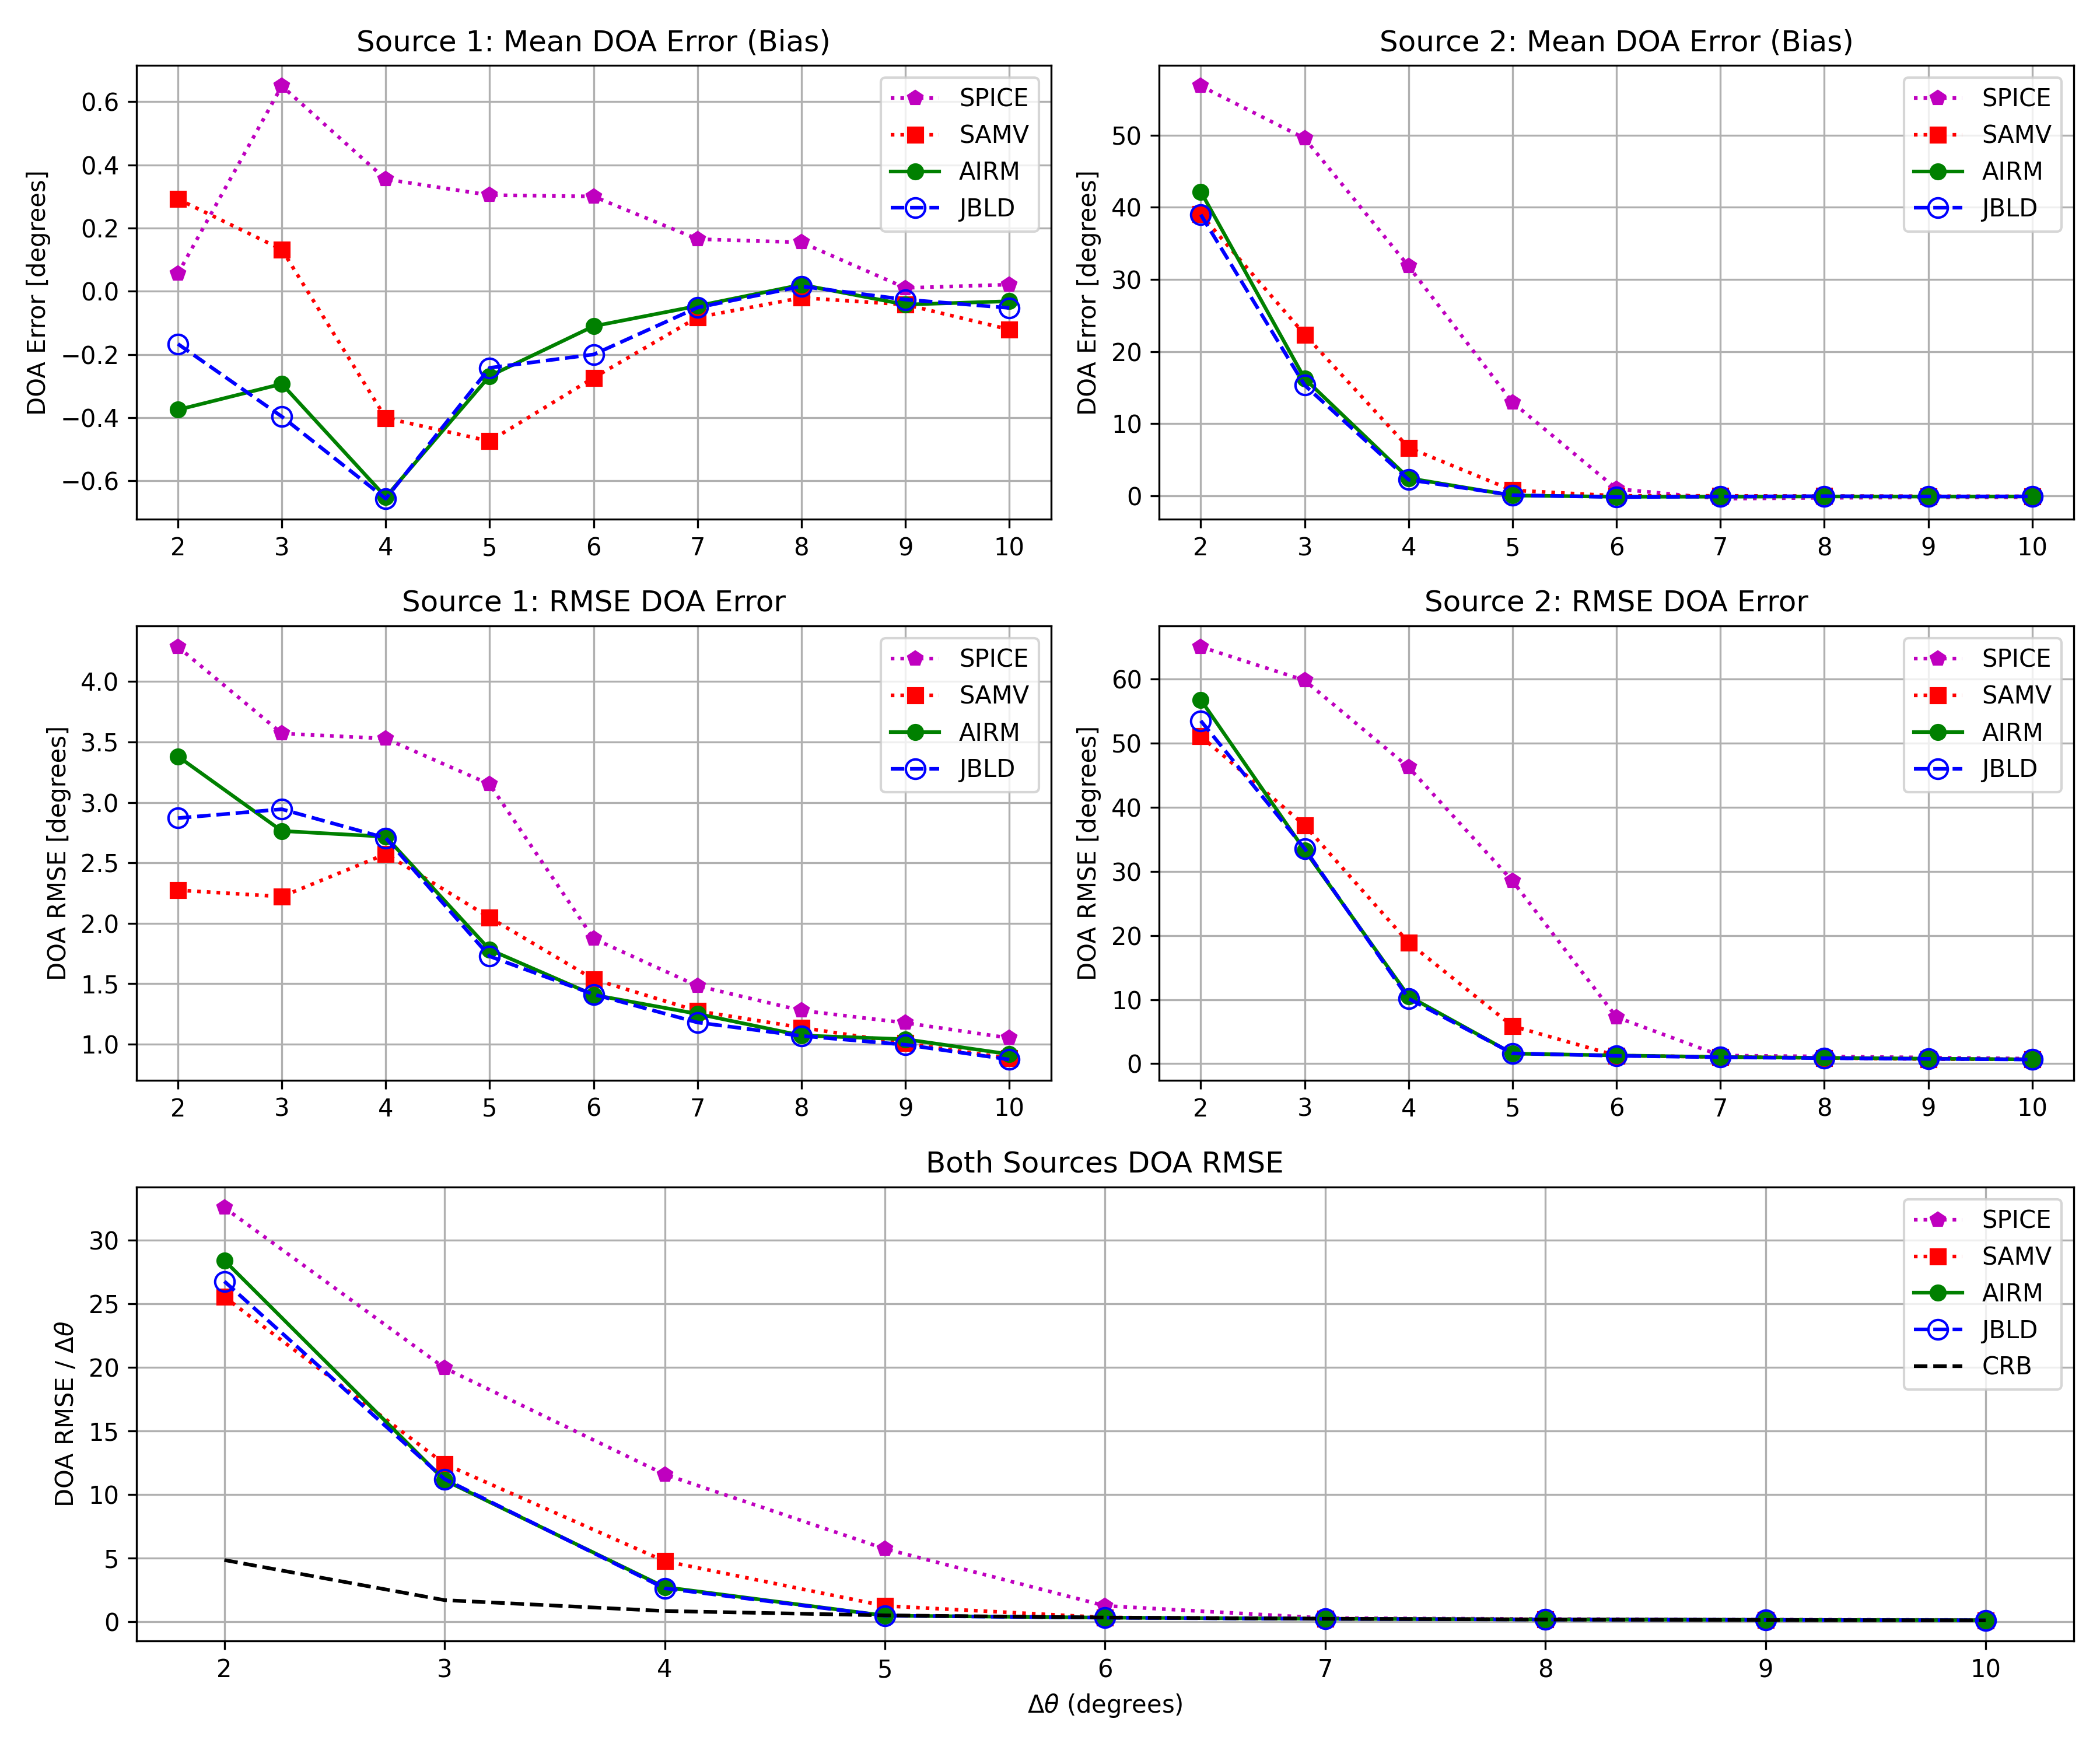 Source 1: Mean DOA Error (Bias)
DOA Error [degrees]
0.6
0.4
0.2
0.0
−0.2
−0.4
−0.6
2 3 4 5 6 7 8 9 10
SPICE
SAMV
AIRM
JBLD
Source 2: Mean DOA Error (Bias)
DOA Error [degrees]
50
40
30
20
10
0
2 3 4 5 6 7 8 9 10
SPICE
SAMV
AIRM
JBLD
Source 1: RMSE DOA Error
DOA RMSE [degrees]
4.0
3.5
3.0
2.5
2.0
1.5
1.0
2 3 4 5 6 7 8 9 10
SPICE
SAMV
AIRM
JBLD
Source 2: RMSE DOA Error
DOA RMSE [degrees]
60
50
40
30
20
10
0
2 3 4 5 6 7 8 9 10
SPICE
SAMV
AIRM
JBLD
Both Sources DOA RMSE
DOA RMSE / Δθ
30
25
20
15
10
5
0
2 3 4 5 6 7 8 9 10
Δθ (degrees)
SPICE
SAMV
AIRM
JBLD
CRB